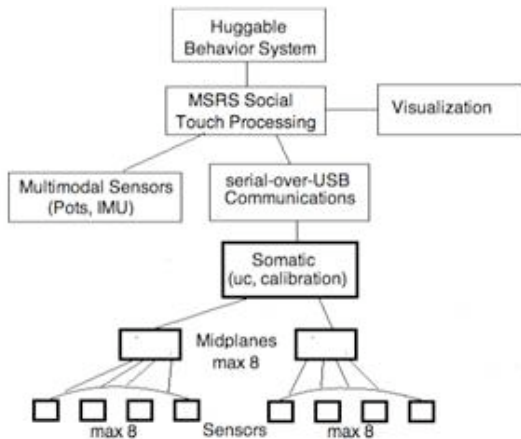 Huggable
Behavior System
MSRS Social
Touch Processing
Visualization
Multimodal Sensors
(Pots, IMU)
serial-over-USB
Communications
Somatic
(uc, calibration)
Midplanes
max 8
max 8
Sensors
max 8